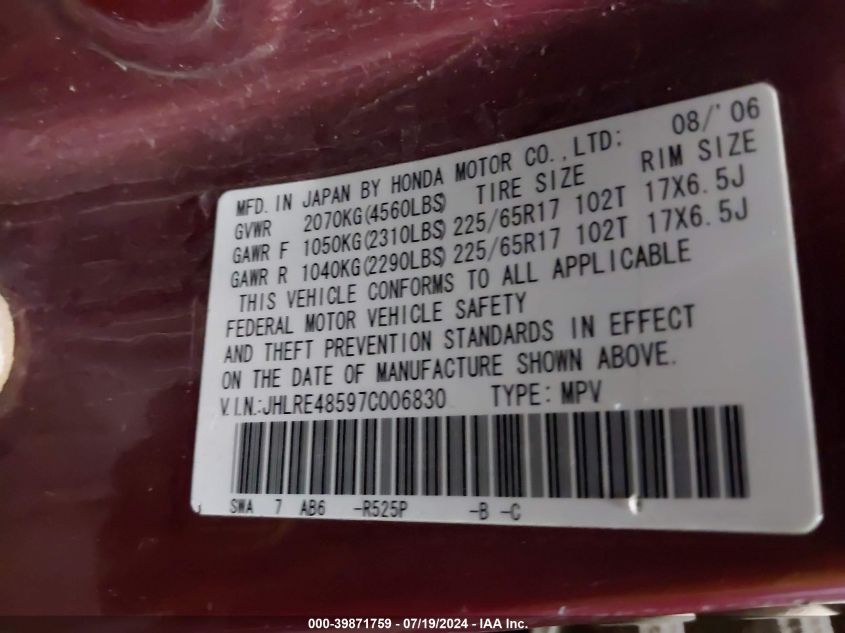 MFD. IN JAPAN BY HONDA MOTOR CO., LTD: 08/'06
GVWR 2070KG(4560LBS) TIRE SIZE RIM SIZE
GAWR F 1050KG(2310LBS) 225/65R17 102T 17X6.5J
GAWR R 1040KG(2290LBS) 225/65R17 102T 17X6.5J
THIS VEHICLE CONFORMS TO ALL APPLICABLE
FEDERAL MOTOR VEHICLE SAFETY
AND THEFT PREVENTION STANDARDS IN EFFECT
ON THE DATE OF MANUFACTURE SHOWN ABOVE.
V.I.N.:JHLRE48597C006830 TYPE: MPV
SWA 7 AB6 -R525P -B -C
000-39871759 - 07/19/2024 - IAA Inc.